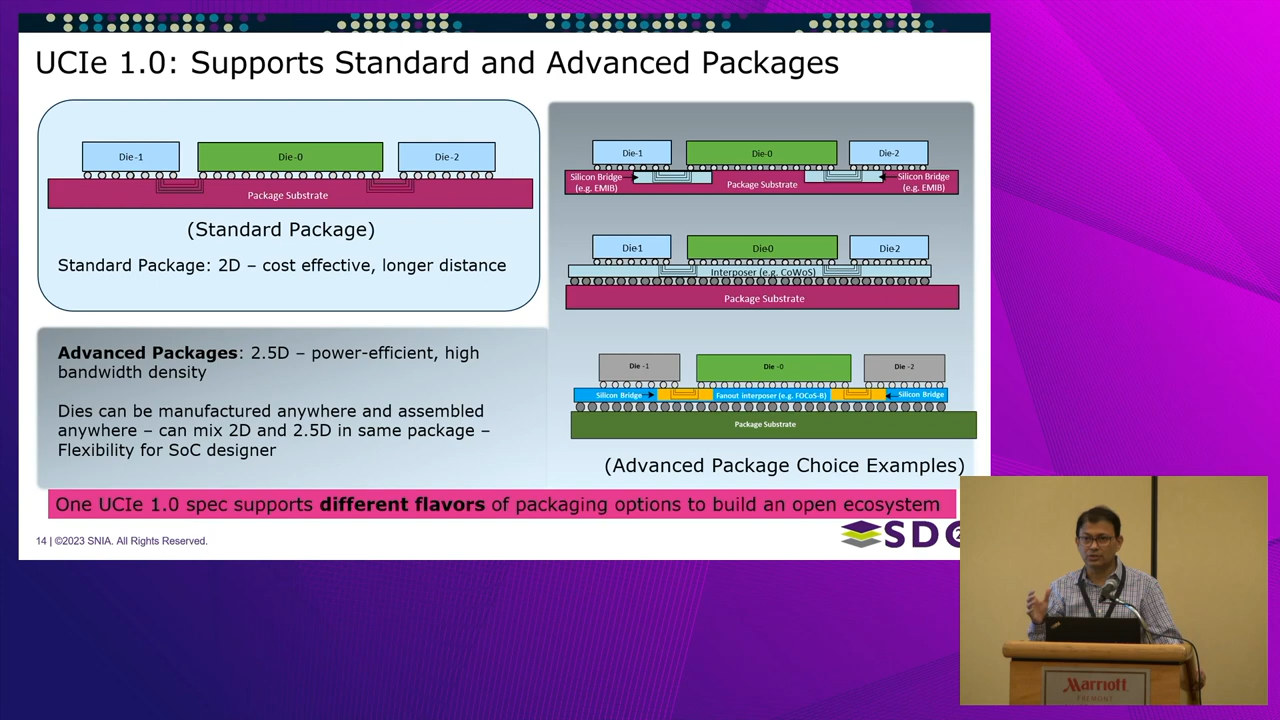 UCIe 1.0: Supports Standard and Advanced Packages
Die-1
Die-0
Die-2
Package Substrate
(Standard Package)
Standard Package: 2D – cost effective, longer distance
Advanced Packages: 2.5D – power-efficient, high
bandwidth density
Dies can be manufactured anywhere and assembled
anywhere – can mix 2D and 2.5D in same package –
Flexibility for SoC designer
Die-1
Die-0
Die-2
Silicon Bridge
(e.g. EMIB)
Package Substrate
Silicon Bridge
(e.g. EMIB)
Die1
Die0
Die2
Interposer (e.g. CoWoS)
Package Substrate
Die -1
Die -0
Die -2
Silicon Bridge
Fanout interposer (e.g. FOCoS-B)
Silicon Bridge
Package Substrate
(Advanced Package Choice Examples)
One UCIe 1.0 spec supports different flavors of packaging options to build an open ecosystem
14 | ©2023 SNIA. All Rights Reserved.
SDC
Marriott
FREMONT